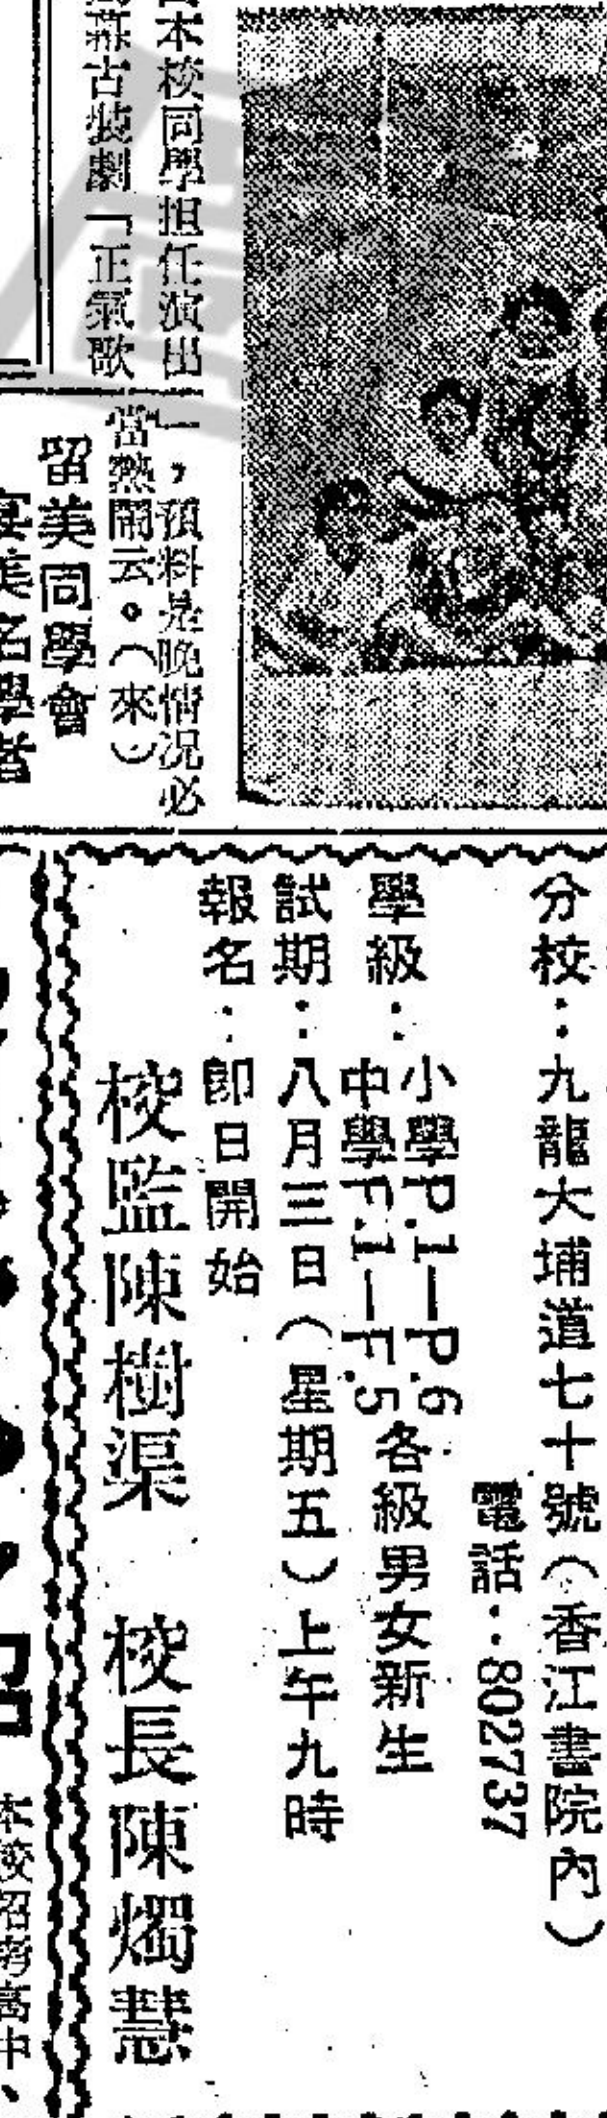 本校同學担任演出
古裝劇「正氣歌
」，預料是晚情况必
當熱鬧云。（來）
留美同學會
宴美名學者
分校：九龍大埔道七十號（香江書院內）
電話：802737
學級：小學P.1—P.6
中學F.1—F.5各級男女新生
試期：八月三日（星期五）上午九時
報名：即日開始
校監陳樹渠　校長陳燭慧
本校招考高中、